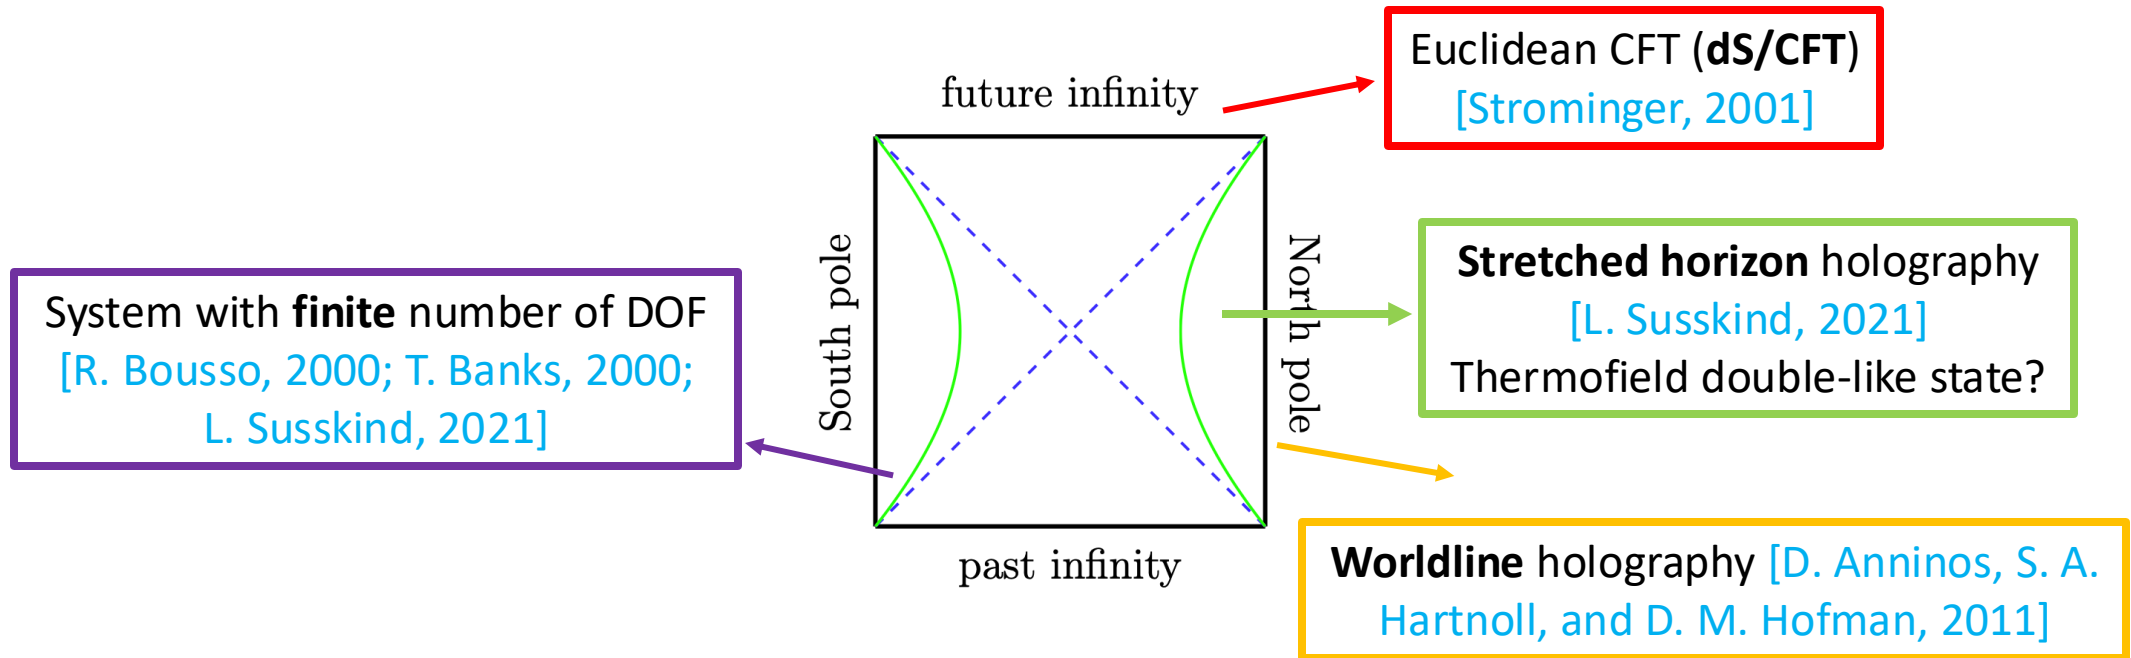 Euclidean CFT (dS/CFT)
[Strominger, 2001]
future infinity
South pole
North pole
Stretched horizon holography
[L. Susskind, 2021]
Thermofield double-like state?
System with finite number of DOF
[R. Bousso, 2000; T. Banks, 2000;
L. Susskind, 2021]
past infinity
Worldline holography [D. Anninos, S. A.
Hartnoll, and D. M. Hofman, 2011]